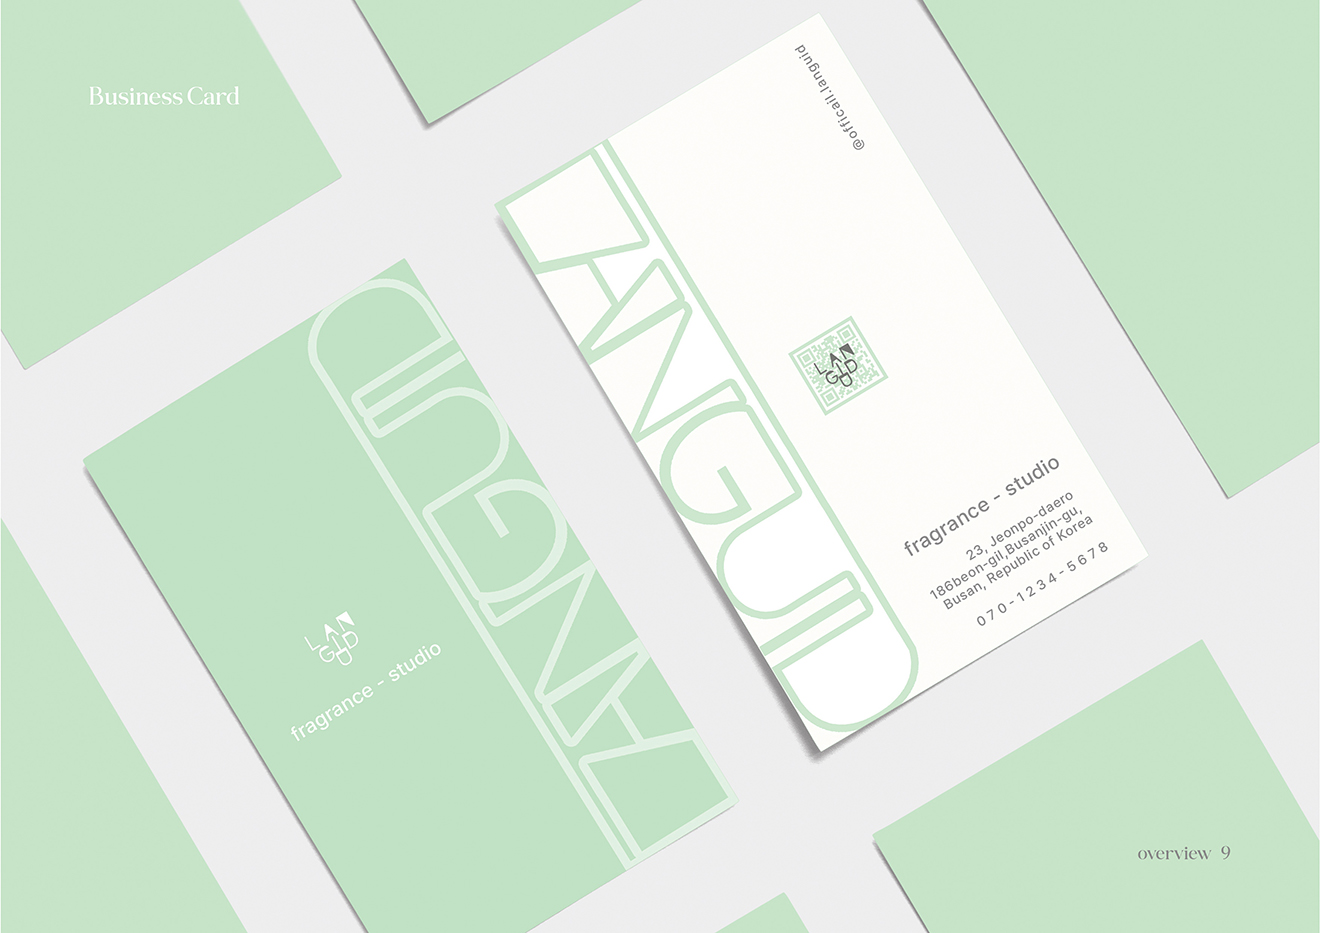 Business Card
@officail.languid
LANGUID
LAN
GUID
fragrance - studio
23, Jeonpo-daero
186beon-gil,Busanjin-gu,
Busan, Republic of Korea
070-1234-5678
LANGUID
LAN
GUID
fragrance - studio
overview 9